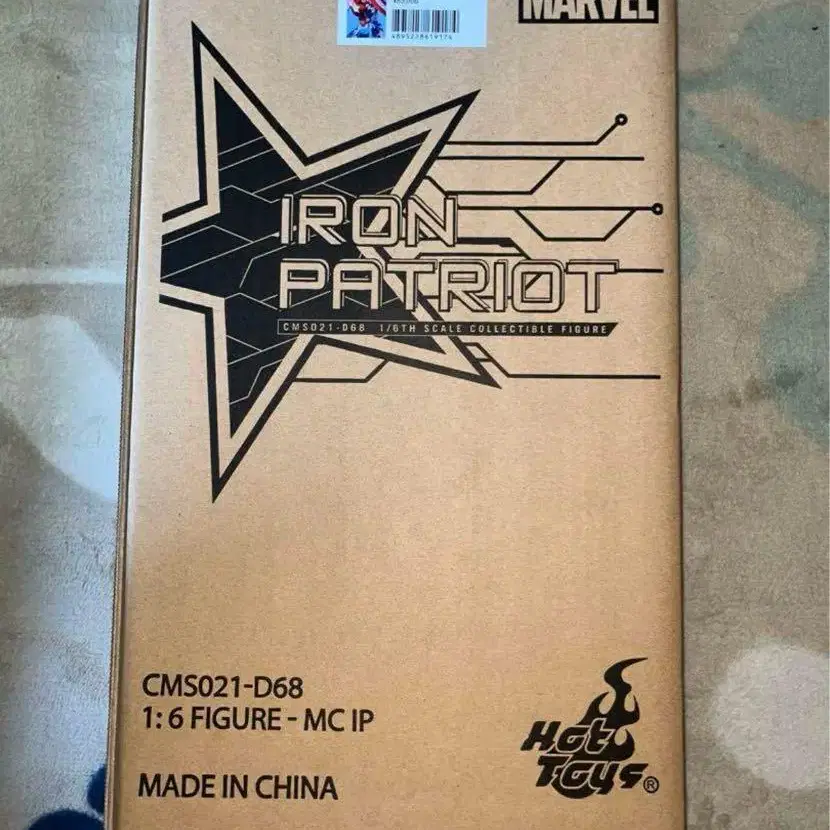 MARVEL
4895228619174
IRON
PATRIOT
CMS021-D68 1/6TH SCALE COLLECTIBLE FIGURE
CMS021-D68
1: 6 FIGURE - MC IP
Hot
Toys®
MADE IN CHINA